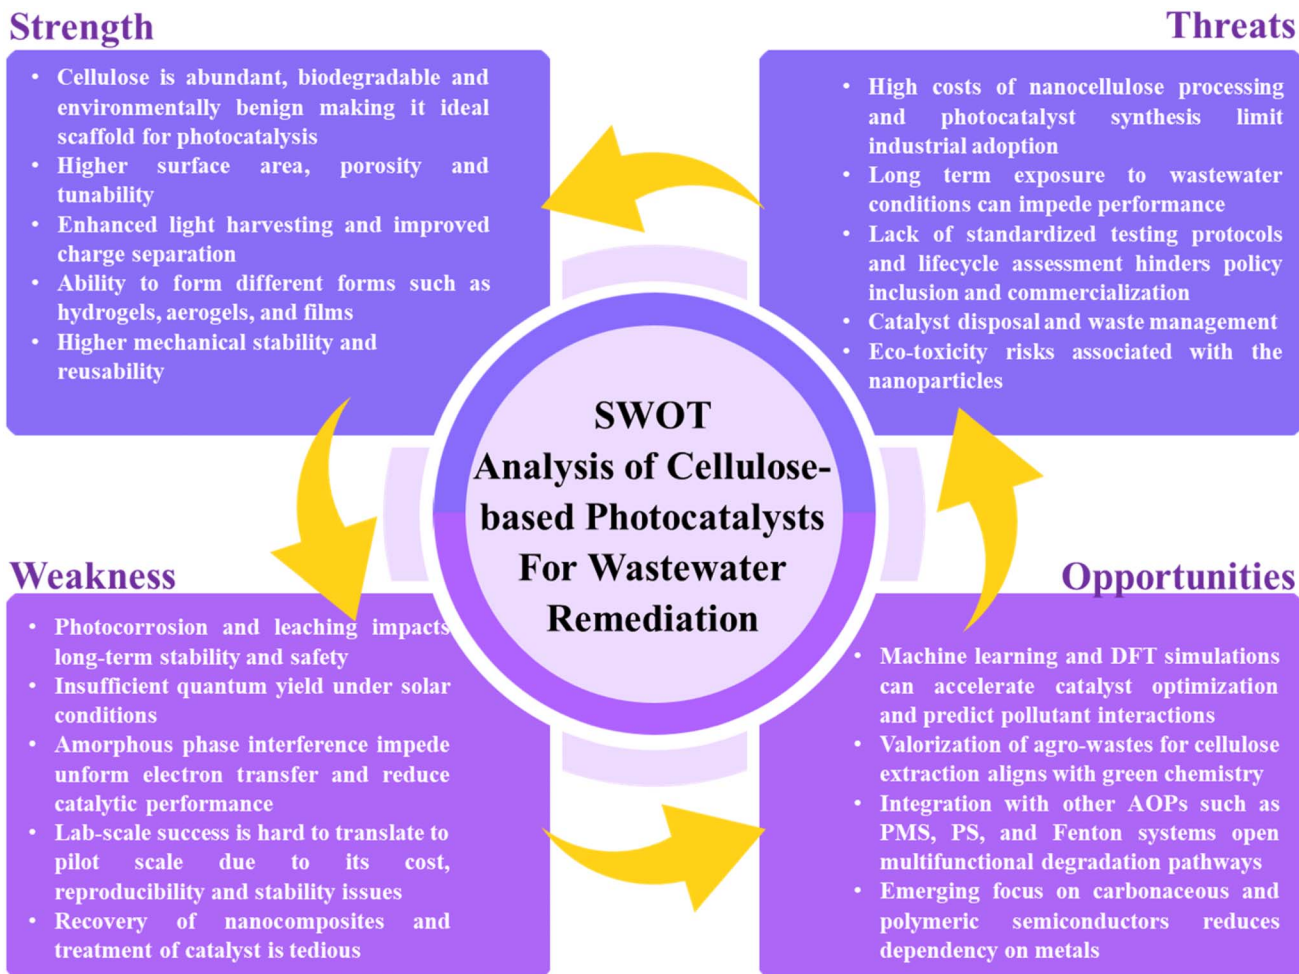 Strength
• Cellulose is abundant, biodegradable and
environmentally benign making it ideal
scaffold for photocatalysis
• Higher surface area, porosity and
tunability
• Enhanced light harvesting and improved
charge separation
• Ability to form different forms such as
hydrogels, aerogels, and films
• Higher mechanical stability and
reusability
Threats
• High costs of nanocellulose processing
and photocatalyst synthesis limit
industrial adoption
• Long term exposure to wastewater
conditions can impede performance
• Lack of standardized testing protocols
and lifecycle assessment hinders policy
inclusion and commercialization
• Catalyst disposal and waste management
• Eco-toxicity risks associated with the
nanoparticles
SWOT
Analysis of Cellulose-
based Photocatalysts
For Wastewater
Remediation
Weakness
• Photocorrosion and leaching impacts
long-term stability and safety
• Insufficient quantum yield under solar
conditions
• Amorphous phase interference impede
unform electron transfer and reduce
catalytic performance
• Lab-scale success is hard to translate to
pilot scale due to its cost,
reproducibility and stability issues
• Recovery of nanocomposites and
treatment of catalyst is tedious
Opportunities
• Machine learning and DFT simulations
can accelerate catalyst optimization
and predict pollutant interactions
• Valorization of agro-wastes for cellulose
extraction aligns with green chemistry
• Integration with other AOPs such as
PMS, PS, and Fenton systems open
multifunctional degradation pathways
• Emerging focus on carbonaceous and
polymeric semiconductors reduces
dependency on metals